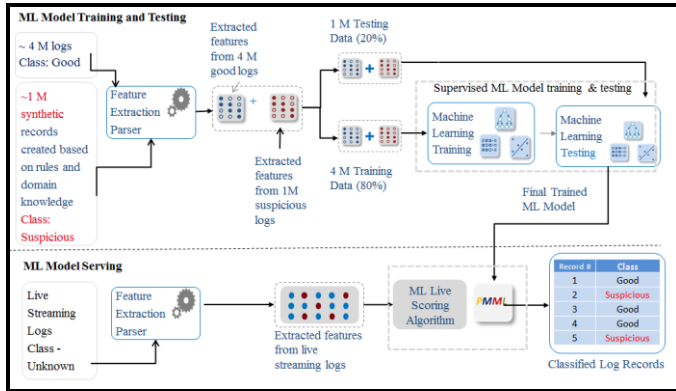 ML Model Training and Testing
~ 4 M logs
Class: Good
~1 M
synthetic
records
created based
on rules and
domain
knowledge
Class:
Suspicious
Feature
Extraction
Parser
Extracted
features
from 4 M
good logs
+
Extracted
features
from 1M
suspicious
logs
1 M Testing
Data (20%)
+
+
4 M Training
Data (80%)
Supervised ML Model training & testing
Machine
Learning
Training
Machine
Learning
Testing
Final Trained
ML Model
ML Model Serving
Live
Streaming
Logs
Class -
Unknown
Feature
Extraction
Parser
Extracted features
from live
streaming logs
ML Live
Scoring
Algorithm
PMML
Record # Class
1 Good
2 Suspicious
3 Good
4 Good
5 Suspicious
Classified Log Records